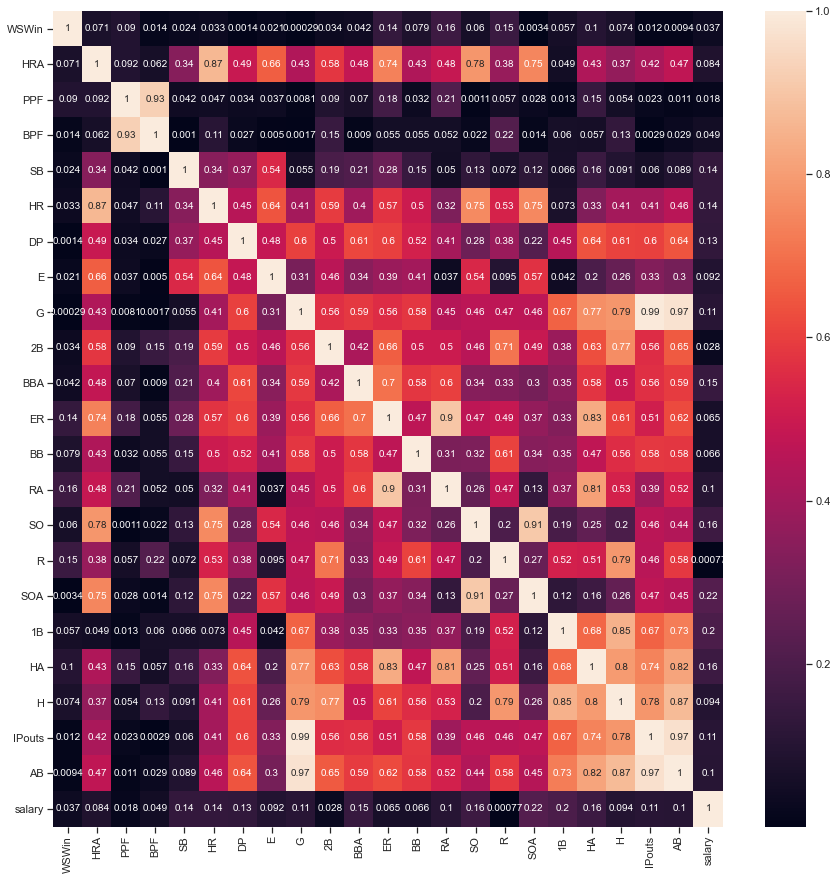 WSWin 1 0.071 0.09 0.014 0.024 0.033 0.0014 0.021 0.00029 0.034 0.042 0.14 0.079 0.16 0.06 0.15 0.0034 0.057 0.1 0.074 0.012 0.0094 0.037 1.0
HRA 0.071 1 0.092 0.062 0.34 0.87 0.49 0.66 0.43 0.58 0.48 0.74 0.43 0.48 0.78 0.38 0.75 0.049 0.43 0.37 0.42 0.47 0.084
PPF 0.09 0.092 1 0.93 0.042 0.047 0.034 0.037 0.0081 0.09 0.07 0.18 0.032 0.21 0.0011 0.057 0.028 0.013 0.15 0.054 0.023 0.011 0.018
BPF 0.014 0.062 0.93 1 0.001 0.11 0.027 0.005 0.0017 0.15 0.009 0.055 0.055 0.052 0.022 0.22 0.014 0.06 0.057 0.13 0.0029 0.029 0.049
SB 0.024 0.34 0.042 0.001 1 0.34 0.37 0.54 0.055 0.19 0.21 0.28 0.15 0.05 0.13 0.072 0.12 0.066 0.16 0.091 0.06 0.089 0.14
0.8
HR 0.033 0.87 0.047 0.11 0.34 1 0.45 0.64 0.41 0.59 0.4 0.57 0.5 0.32 0.75 0.53 0.75 0.073 0.33 0.41 0.41 0.46 0.14
DP 0.0014 0.49 0.034 0.027 0.37 0.45 1 0.48 0.6 0.5 0.61 0.6 0.52 0.41 0.28 0.38 0.22 0.45 0.64 0.61 0.6 0.64 0.13
E 0.021 0.66 0.037 0.005 0.54 0.64 0.48 1 0.31 0.46 0.34 0.39 0.41 0.037 0.54 0.095 0.57 0.042 0.2 0.26 0.33 0.3 0.092
G 0.00029 0.43 0.0081 0.0017 0.055 0.41 0.6 0.31 1 0.56 0.59 0.56 0.58 0.45 0.46 0.47 0.46 0.67 0.77 0.79 0.99 0.97 0.11
0.6
2B 0.034 0.58 0.09 0.15 0.19 0.59 0.5 0.46 0.56 1 0.42 0.66 0.5 0.5 0.46 0.71 0.49 0.38 0.63 0.77 0.56 0.65 0.028
BBA 0.042 0.48 0.07 0.009 0.21 0.4 0.61 0.34 0.59 0.42 1 0.7 0.58 0.6 0.34 0.33 0.3 0.35 0.58 0.5 0.56 0.59 0.15
ER 0.14 0.74 0.18 0.055 0.28 0.57 0.6 0.39 0.56 0.66 0.7 1 0.47 0.9 0.47 0.49 0.37 0.33 0.83 0.61 0.51 0.62 0.065
BB 0.079 0.43 0.032 0.055 0.15 0.5 0.52 0.41 0.58 0.5 0.58 0.47 1 0.31 0.32 0.61 0.34 0.35 0.47 0.56 0.58 0.58 0.066
0.4
RA 0.16 0.48 0.21 0.052 0.05 0.32 0.41 0.037 0.45 0.5 0.6 0.9 0.31 1 0.26 0.47 0.13 0.37 0.81 0.53 0.39 0.52 0.1
SO 0.06 0.78 0.0011 0.022 0.13 0.75 0.28 0.54 0.46 0.46 0.34 0.47 0.32 0.26 1 0.2 0.91 0.19 0.25 0.2 0.46 0.44 0.16
R 0.15 0.38 0.057 0.22 0.072 0.53 0.38 0.095 0.47 0.71 0.33 0.49 0.61 0.47 0.2 1 0.27 0.52 0.51 0.79 0.46 0.58 0.00077
SOA 0.0034 0.75 0.028 0.014 0.12 0.75 0.22 0.57 0.46 0.49 0.3 0.37 0.34 0.13 0.91 0.27 1 0.12 0.16 0.26 0.47 0.45 0.22
1B 0.057 0.049 0.013 0.06 0.066 0.073 0.45 0.042 0.67 0.38 0.35 0.33 0.35 0.37 0.19 0.52 0.12 1 0.68 0.85 0.67 0.73 0.2
0.2
HA 0.1 0.43 0.15 0.057 0.16 0.33 0.64 0.2 0.77 0.63 0.58 0.83 0.47 0.81 0.25 0.51 0.16 0.68 1 0.8 0.74 0.82 0.16
H 0.074 0.37 0.054 0.13 0.091 0.41 0.61 0.26 0.79 0.77 0.5 0.61 0.56 0.53 0.2 0.79 0.26 0.85 0.8 1 0.78 0.87 0.094
IPouts 0.012 0.42 0.023 0.0029 0.06 0.41 0.6 0.33 0.99 0.56 0.56 0.51 0.58 0.39 0.46 0.46 0.47 0.67 0.74 0.78 1 0.97 0.11
AB 0.0094 0.47 0.011 0.029 0.089 0.46 0.64 0.3 0.97 0.65 0.59 0.62 0.58 0.52 0.44 0.58 0.45 0.73 0.82 0.87 0.97 1 0.1
salary 0.037 0.084 0.018 0.049 0.14 0.14 0.13 0.092 0.11 0.028 0.15 0.065 0.066 0.1 0.16 0.00077 0.22 0.2 0.16 0.094 0.11 0.1 1
WSWin HRA PPF BPF SB HR DP E G 2B BBA ER BB RA SO R SOA 1B HA H IPouts AB salary